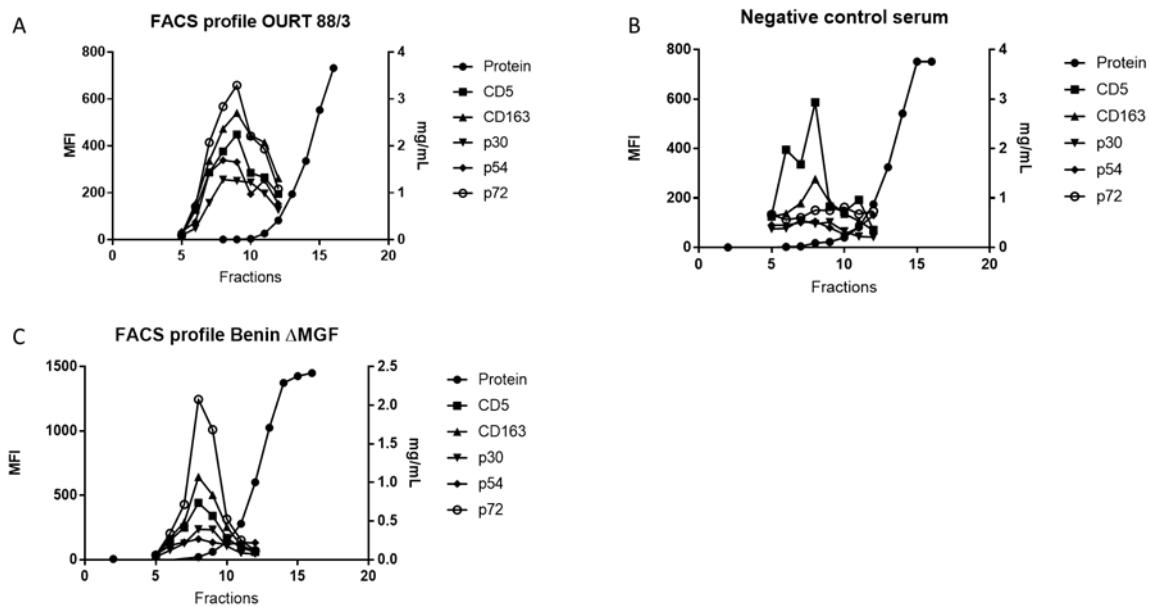 A
FACS profile OURT 88/3
800
600
400
200
0
MFI
4
3
2
1
0
mg/mL
0 5 10 15 20
Fractions
Protein
CD5
CD163
p30
p54
p72
B
Negative control serum
800
600
400
200
0
MFI
4
3
2
1
0
mg/mL
0 5 10 15 20
Fractions
Protein
CD5
CD163
p30
p54
p72
C
FACS profile Benin ΔMGF
1500
1000
500
0
MFI
2.5
2.0
1.5
1.0
0.5
0.0
mg/mL
0 5 10 15 20
Fractions
Protein
CD5
CD163
p30
p54
p72